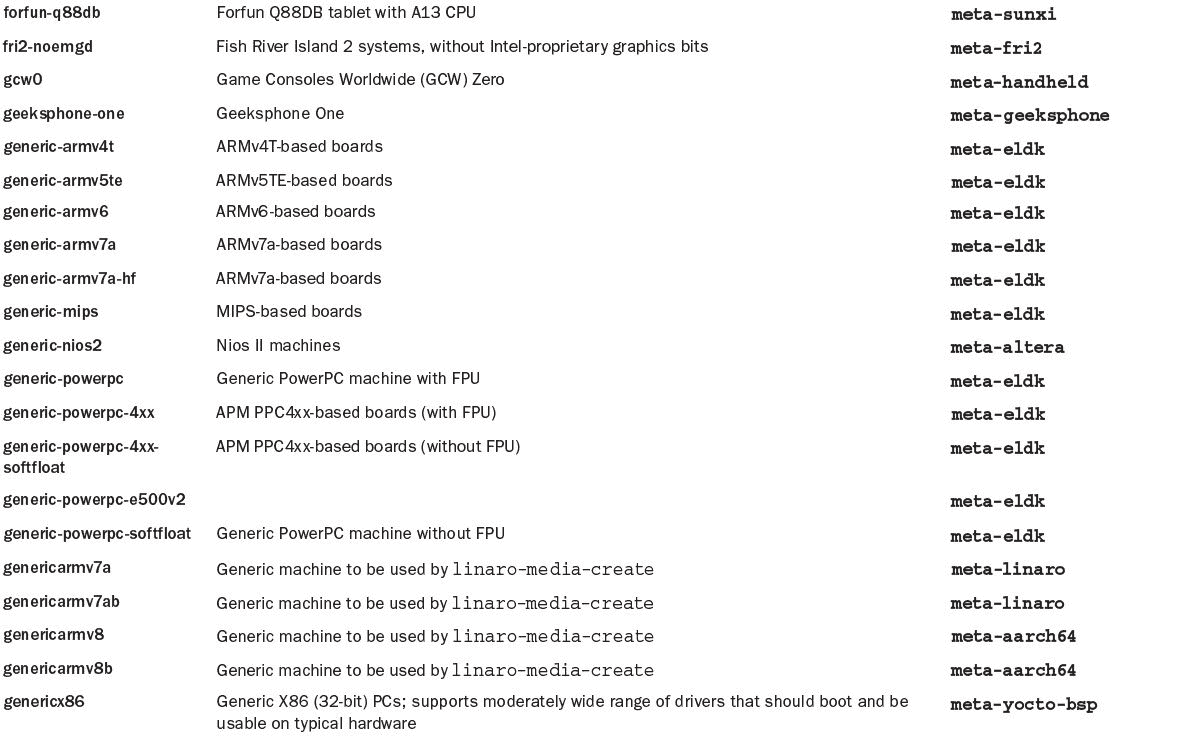 forfun-q88db Forfun Q88DB tablet with A13 CPU meta-sunxi
fri2-noemgd Fish River Island 2 systems, without Intel-proprietary graphics bits meta-fri2
gcw0 Game Consoles Worldwide (GCW) Zero meta-handheld
geeksphone-one Geeksphone One meta-geeksphone
generic-armv4t ARMv4T-based boards meta-eldk
generic-armv5te ARMv5TE-based boards meta-eldk
generic-armv6 ARMv6-based boards meta-eldk
generic-armv7a ARMv7a-based boards meta-eldk
generic-armv7a-hf ARMv7a-based boards meta-eldk
generic-mips MIPS-based boards meta-eldk
generic-nios2 Nios II machines meta-altera
generic-powerpc Generic PowerPC machine with FPU meta-eldk
generic-powerpc-4xx APM PPC4xx-based boards (with FPU) meta-eldk
generic-powerpc-4xx- APM PPC4xx-based boards (without FPU) meta-eldk
softfloat
generic-powerpc-e500v2 meta-eldk
generic-powerpc-softfloat Generic PowerPC machine without FPU meta-eldk
genericarmv7a Generic machine to be used by linaro-media-create meta-linaro
genericarmv7ab Generic machine to be used by linaro-media-create meta-linaro
genericarmv8 Generic machine to be used by linaro-media-create meta-aarch64
genericarmv8b Generic machine to be used by linaro-media-create meta-aarch64
genericx86 Generic X86 (32-bit) PCs; supports moderately wide range of drivers that should boot and be meta-yocto-bsp
usable on typical hardware